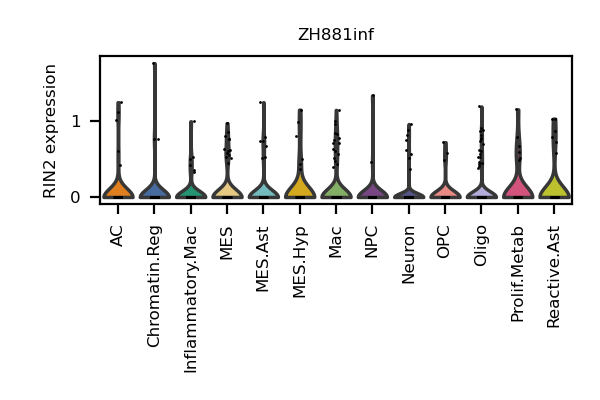 ZH881inf
RIN2 expression
1
0
AC
Chromatin.Reg
Inflammatory.Mac
MES
MES.Ast
MES.Hyp
Mac
NPC
Neuron
OPC
Oligo
Prolif.Metab
Reactive.Ast